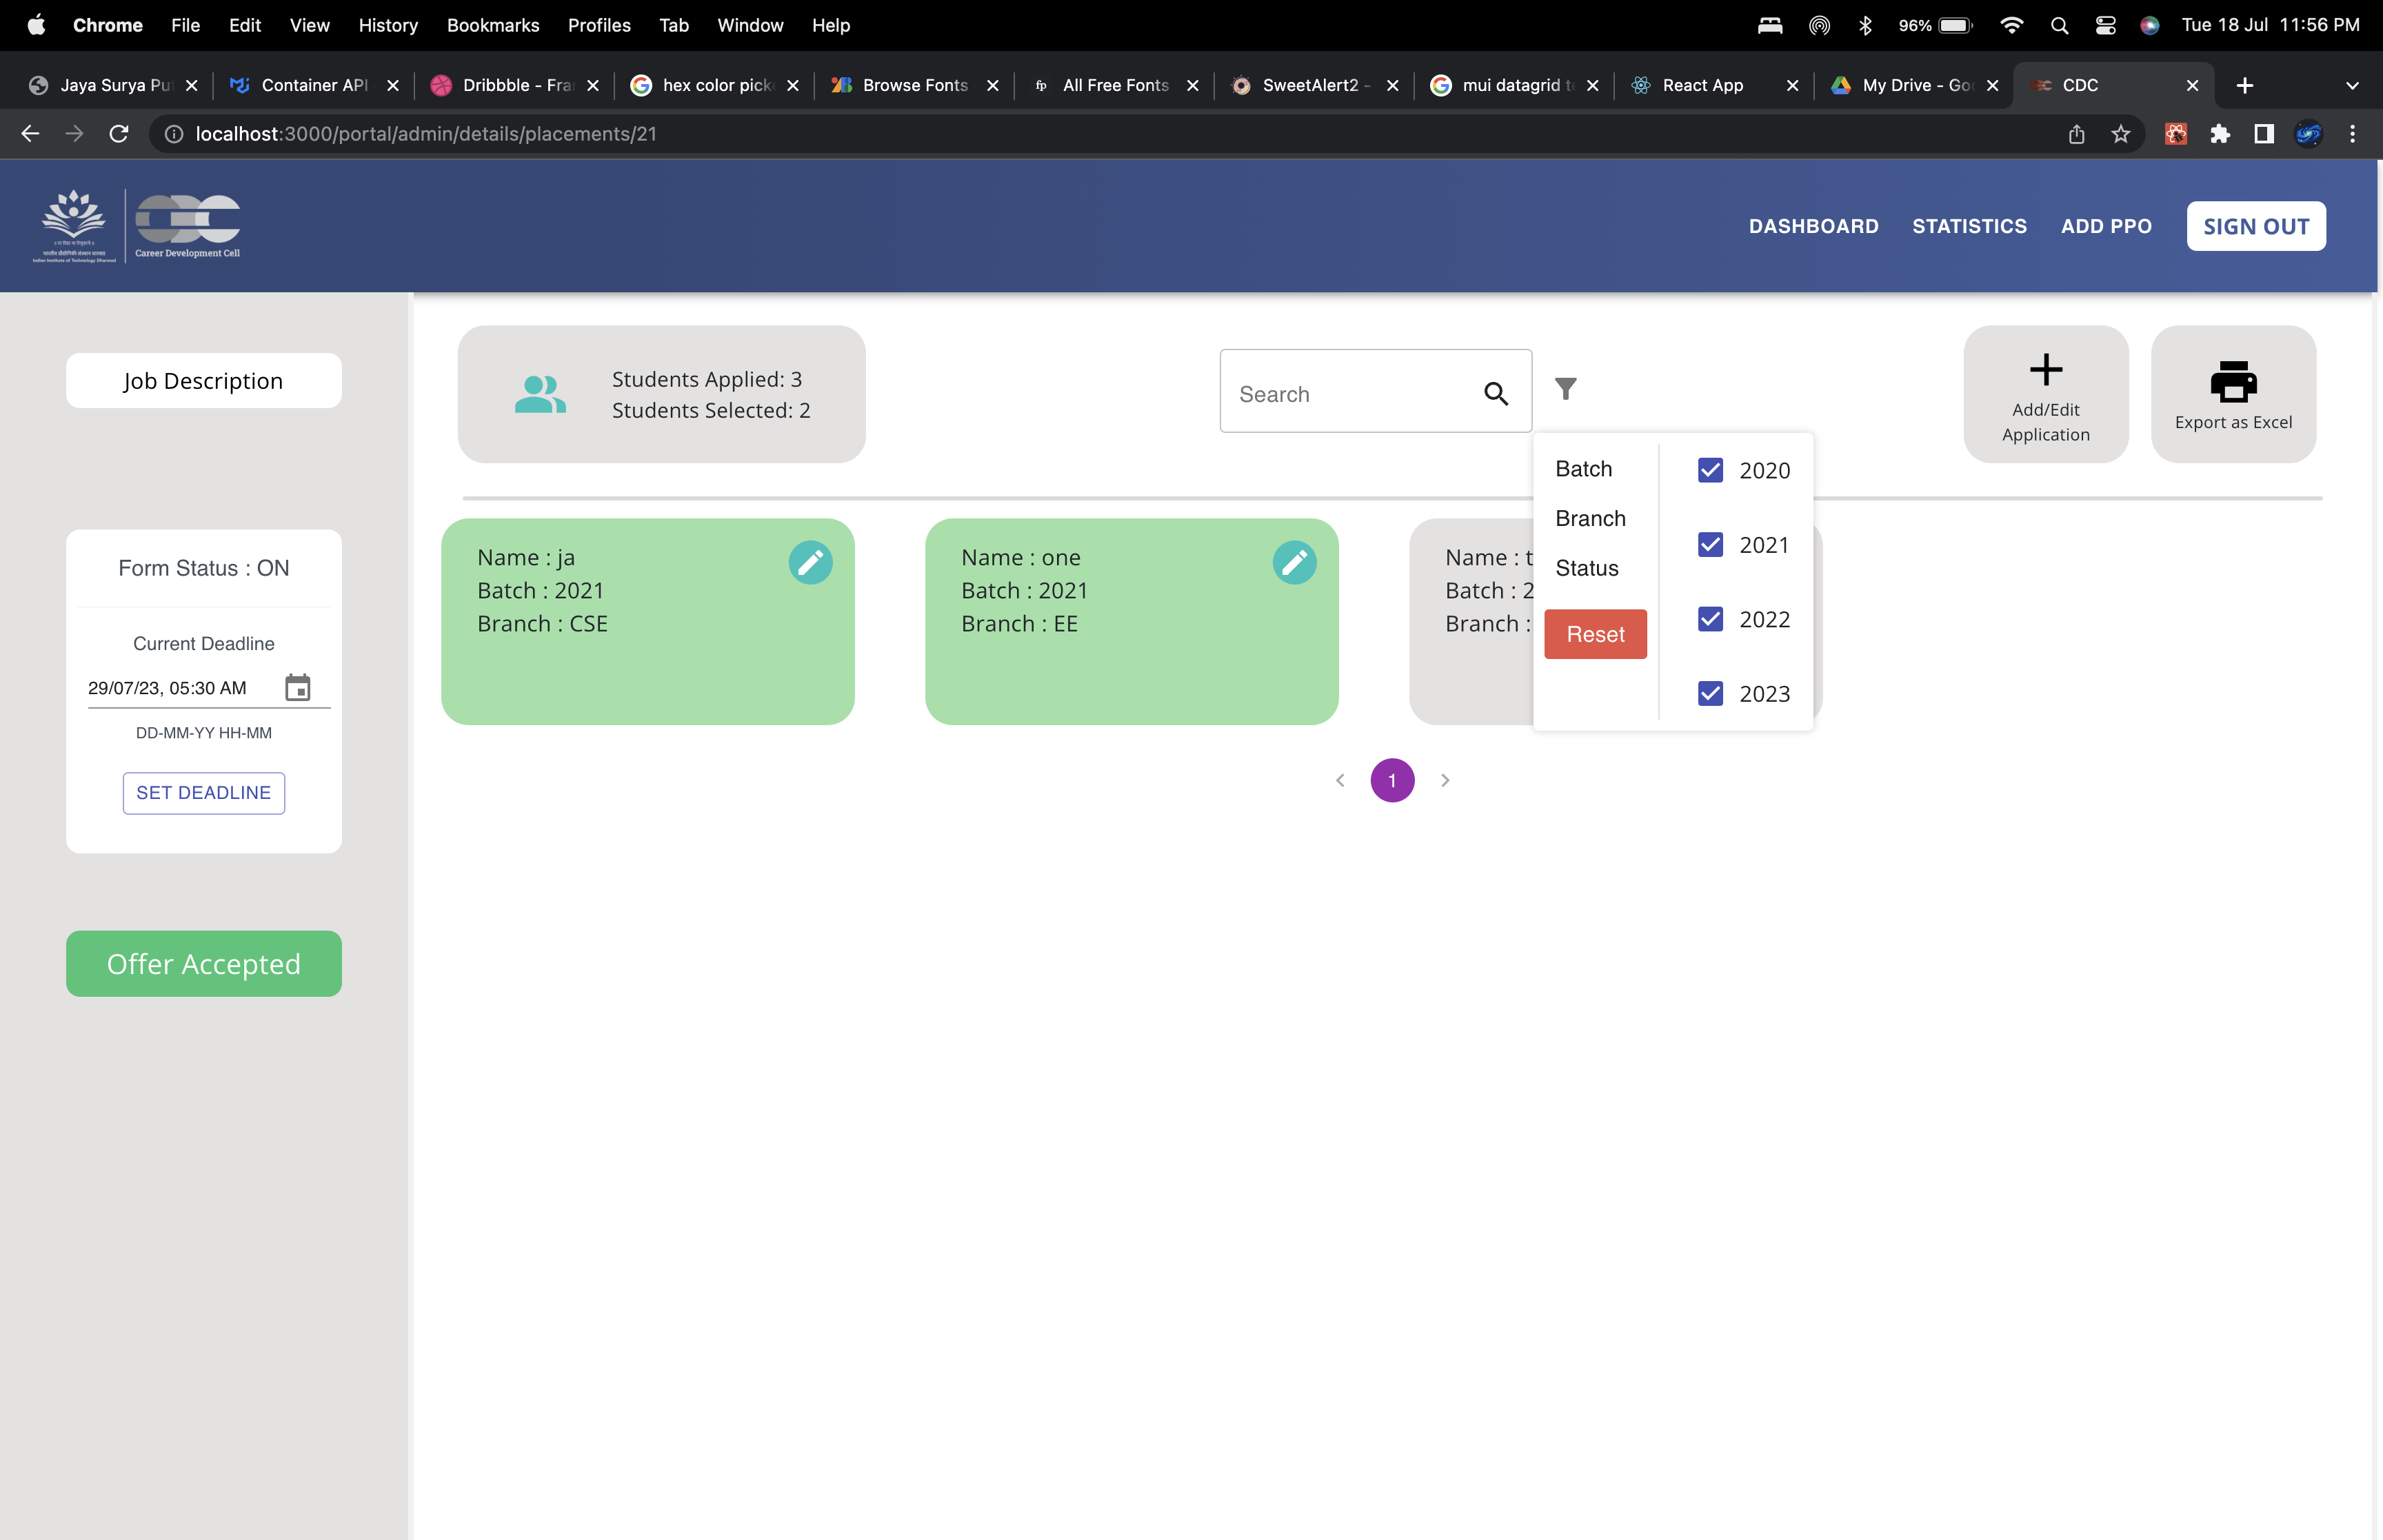 Chrome File Edit View History Bookmarks Profiles Tab Window Help 96% Tue 18 Jul 11:56 PM
Jaya Surya Pu Container API Dribbble - Fra hex color pick Browse Fonts All Free Fonts SweetAlert2 - mui datagrid t React App My Drive - Goo CDC
localhost:3000/portal/admin/details/placements/21
Indian Institute of Technology Dharwad
Career Development Cell
DASHBOARD STATISTICS ADD PPO SIGN OUT
Job Description
Students Applied: 3
Students Selected: 2
Search
Add/Edit
Application
Export as Excel
Batch
Branch
Status
Reset
2020
2021
2022
2023
Name : ja
Batch : 2021
Branch : CSE
Name : one
Batch : 2021
Branch : EE
Name : t
Batch : 2
Branch :
Form Status : ON
Current Deadline
29/07/23, 05:30 AM
DD-MM-YY HH-MM
SET DEADLINE
Offer Accepted
1